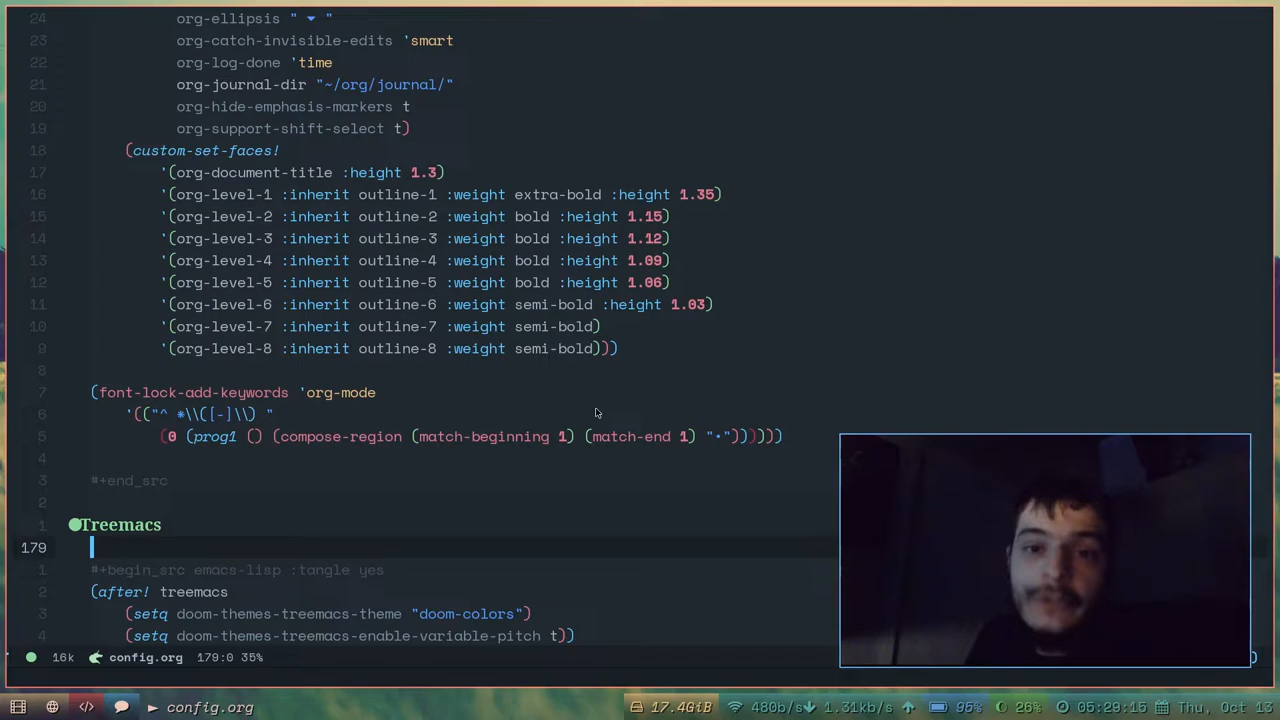 24 org-ellipsis " ▾ "
23 org-catch-invisible-edits 'smart
22 org-log-done 'time
21 org-journal-dir "~/org/journal/"
20 org-hide-emphasis-markers t
19 org-support-shift-select t)
18 (custom-set-faces!
17 '(org-document-title :height 1.3)
16 '(org-level-1 :inherit outline-1 :weight extra-bold :height 1.35)
15 '(org-level-2 :inherit outline-2 :weight bold :height 1.15)
14 '(org-level-3 :inherit outline-3 :weight bold :height 1.12)
13 '(org-level-4 :inherit outline-4 :weight bold :height 1.09)
12 '(org-level-5 :inherit outline-5 :weight bold :height 1.06)
11 '(org-level-6 :inherit outline-6 :weight semi-bold :height 1.03)
10 '(org-level-7 :inherit outline-7 :weight semi-bold)
9 '(org-level-8 :inherit outline-8 :weight semi-bold)))
8
7 (font-lock-add-keywords 'org-mode
6 '(("^ *\\([-]\\) "
5 (0 (prog1 () (compose-region (match-beginning 1) (match-end 1) "•"))))))
4
3 #+end_src
2
1 Treemacs
179
1 #+begin_src emacs-lisp :tangle yes
2 (after! treemacs
3 (setq doom-themes-treemacs-theme "doom-colors")
4 (setq doom-themes-treemacs-enable-variable-pitch t))
16k config.org 179:0 35%
► config.org 17.4GiB 480b/s 1.31kb/s 95% 26% 05:29:15 Thu, Oct 13